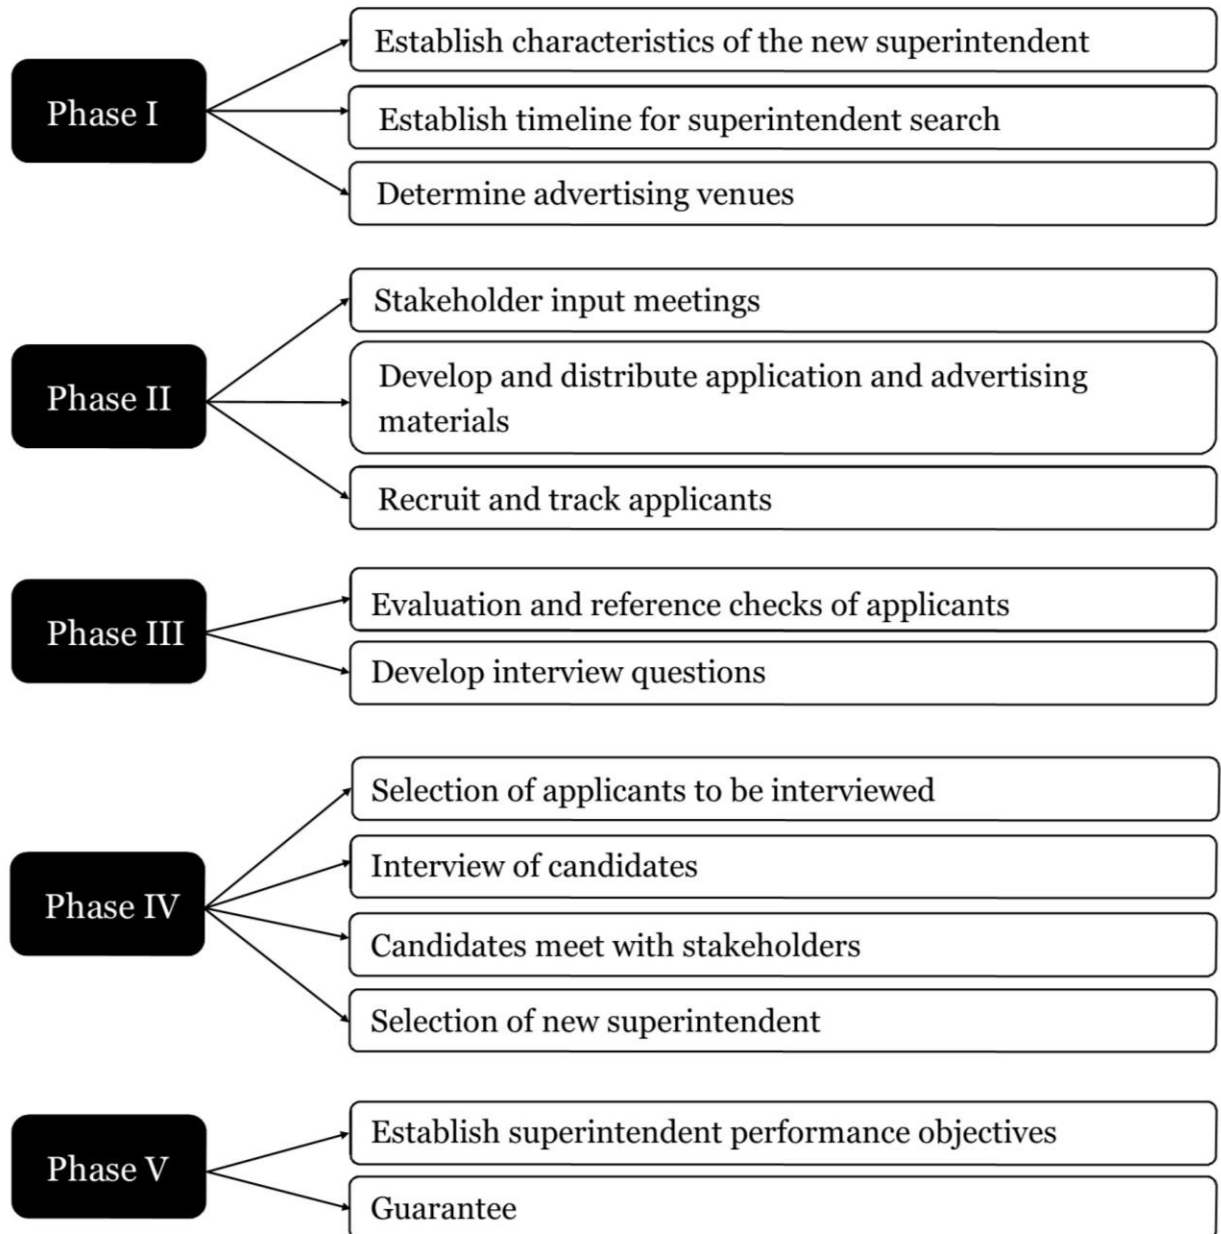 Phase I
Establish characteristics of the new superintendent
Establish timeline for superintendent search
Determine advertising venues
Phase II
Stakeholder input meetings
Develop and distribute application and advertising
materials
Recruit and track applicants
Phase III
Evaluation and reference checks of applicants
Develop interview questions
Phase IV
Selection of applicants to be interviewed
Interview of candidates
Candidates meet with stakeholders
Selection of new superintendent
Phase V
Establish superintendent performance objectives
Guarantee